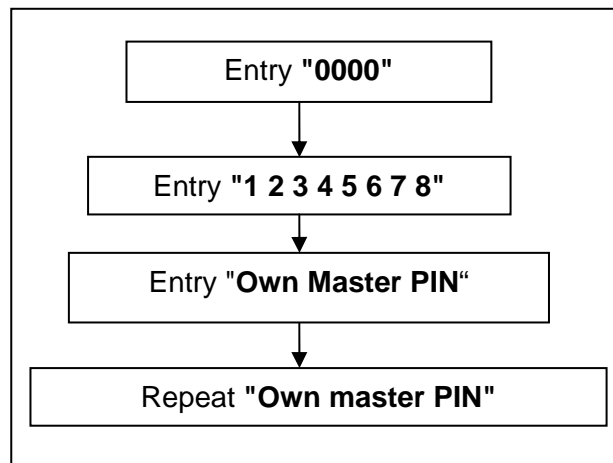 Entry "0000"
Entry "1 2 3 4 5 6 7 8"
Entry "Own Master PIN“
Repeat "Own master PIN"